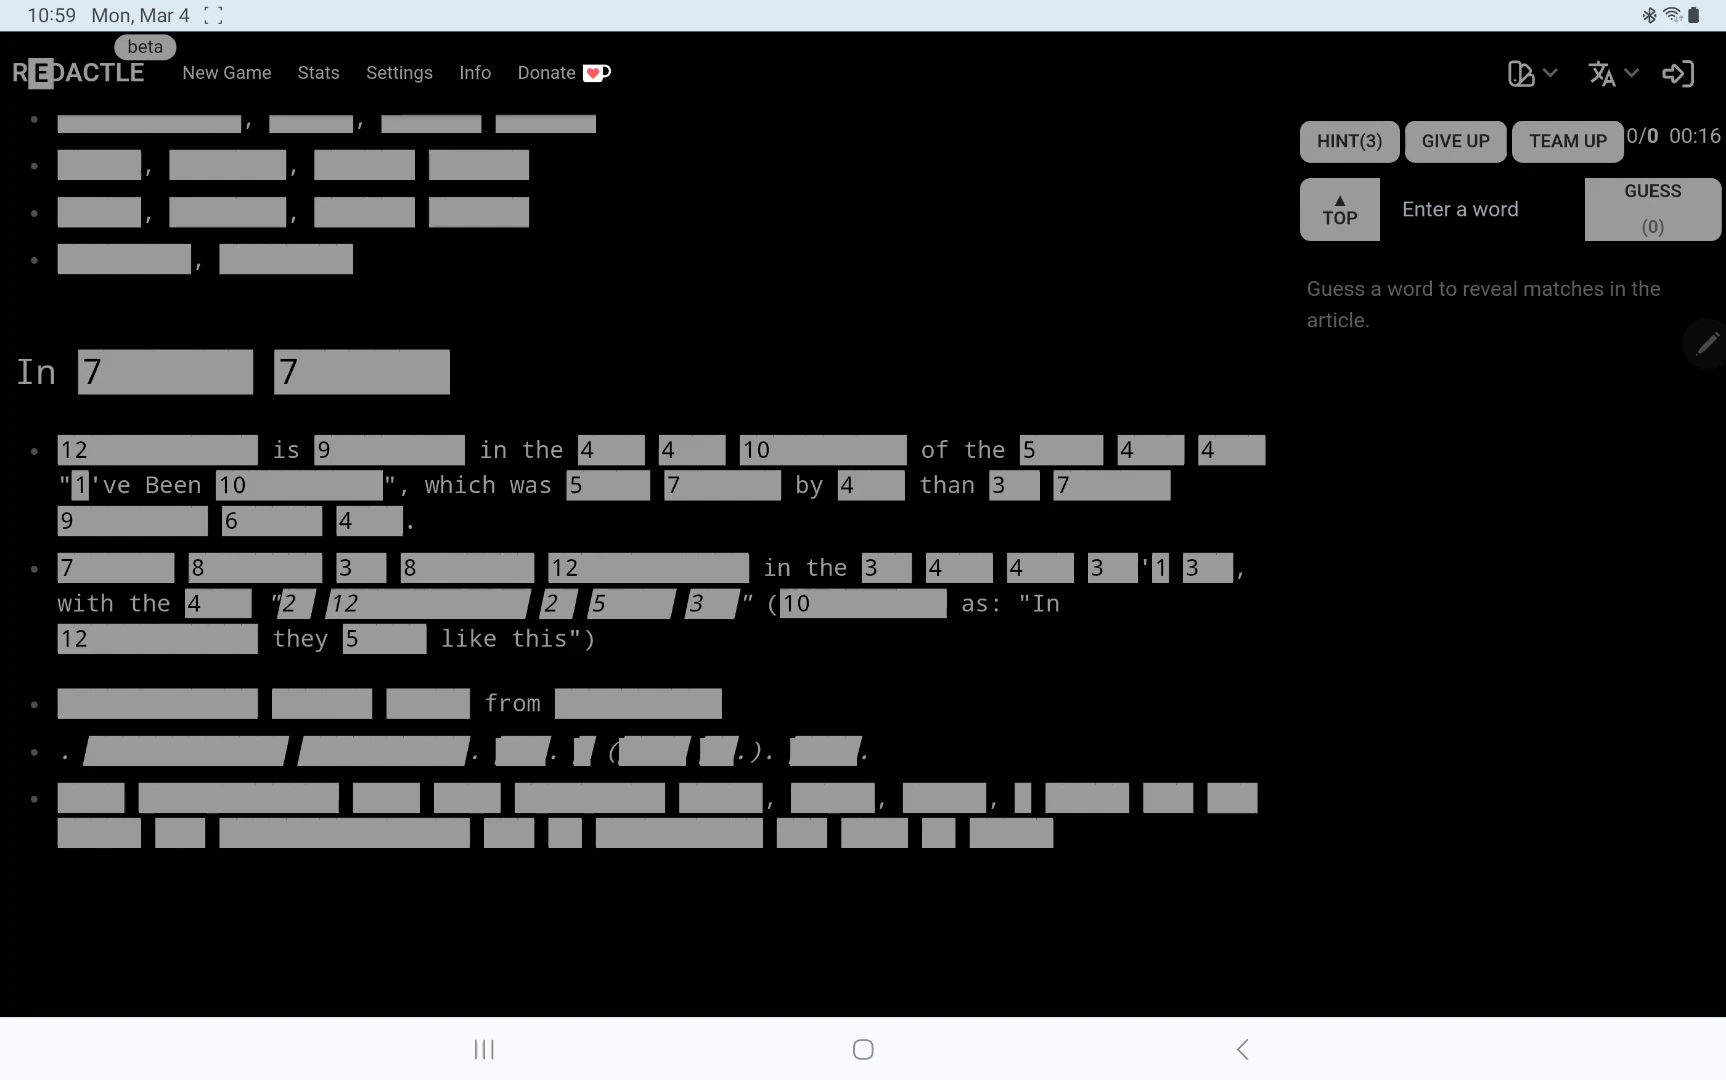 10:59 Mon, Mar 4
beta
REDACTLE New Game Stats Settings Info Donate
, ,
, ,
, ,
,
HINT(3) GIVE UP TEAM UP 0/0 00:16
▲ TOP Enter a word GUESS (0)
Guess a word to reveal matches in the
article.
In 7 7
12 is 9 in the 4 4 10 of the 5 4 4
"1've Been 10", which was 5 7 by 4 than 3 7
9 6 4.
7 8 3 8 12 in the 3 4 4 3'1 3,
with the 4 "2 12 2 5 3" (10 as: "In
12 they 5 like this")
from
. . . ( .). .
, , ,